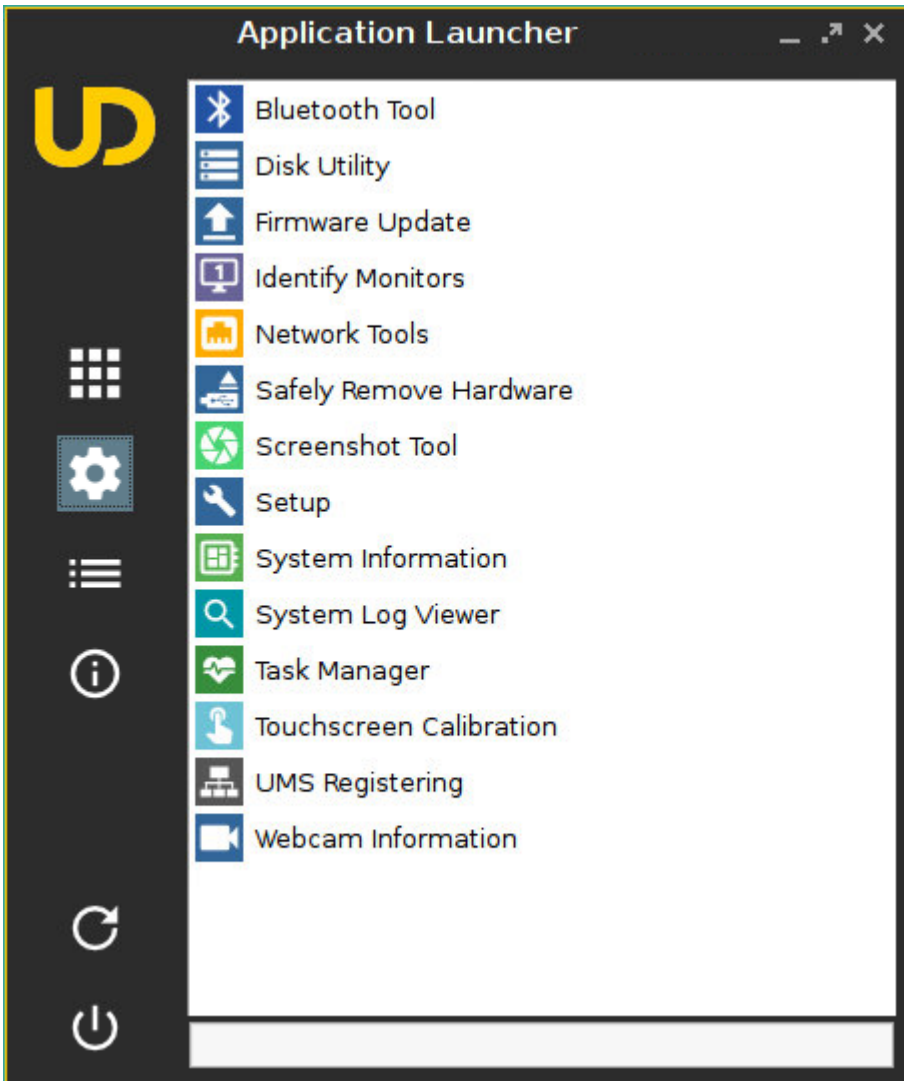 Application Launcher
UD
Bluetooth Tool
Disk Utility
Firmware Update
1
Identify Monitors
Network Tools
Safely Remove Hardware
Screenshot Tool
Setup
System Information
System Log Viewer
Task Manager
Touchscreen Calibration
UMS Registering
Webcam Information